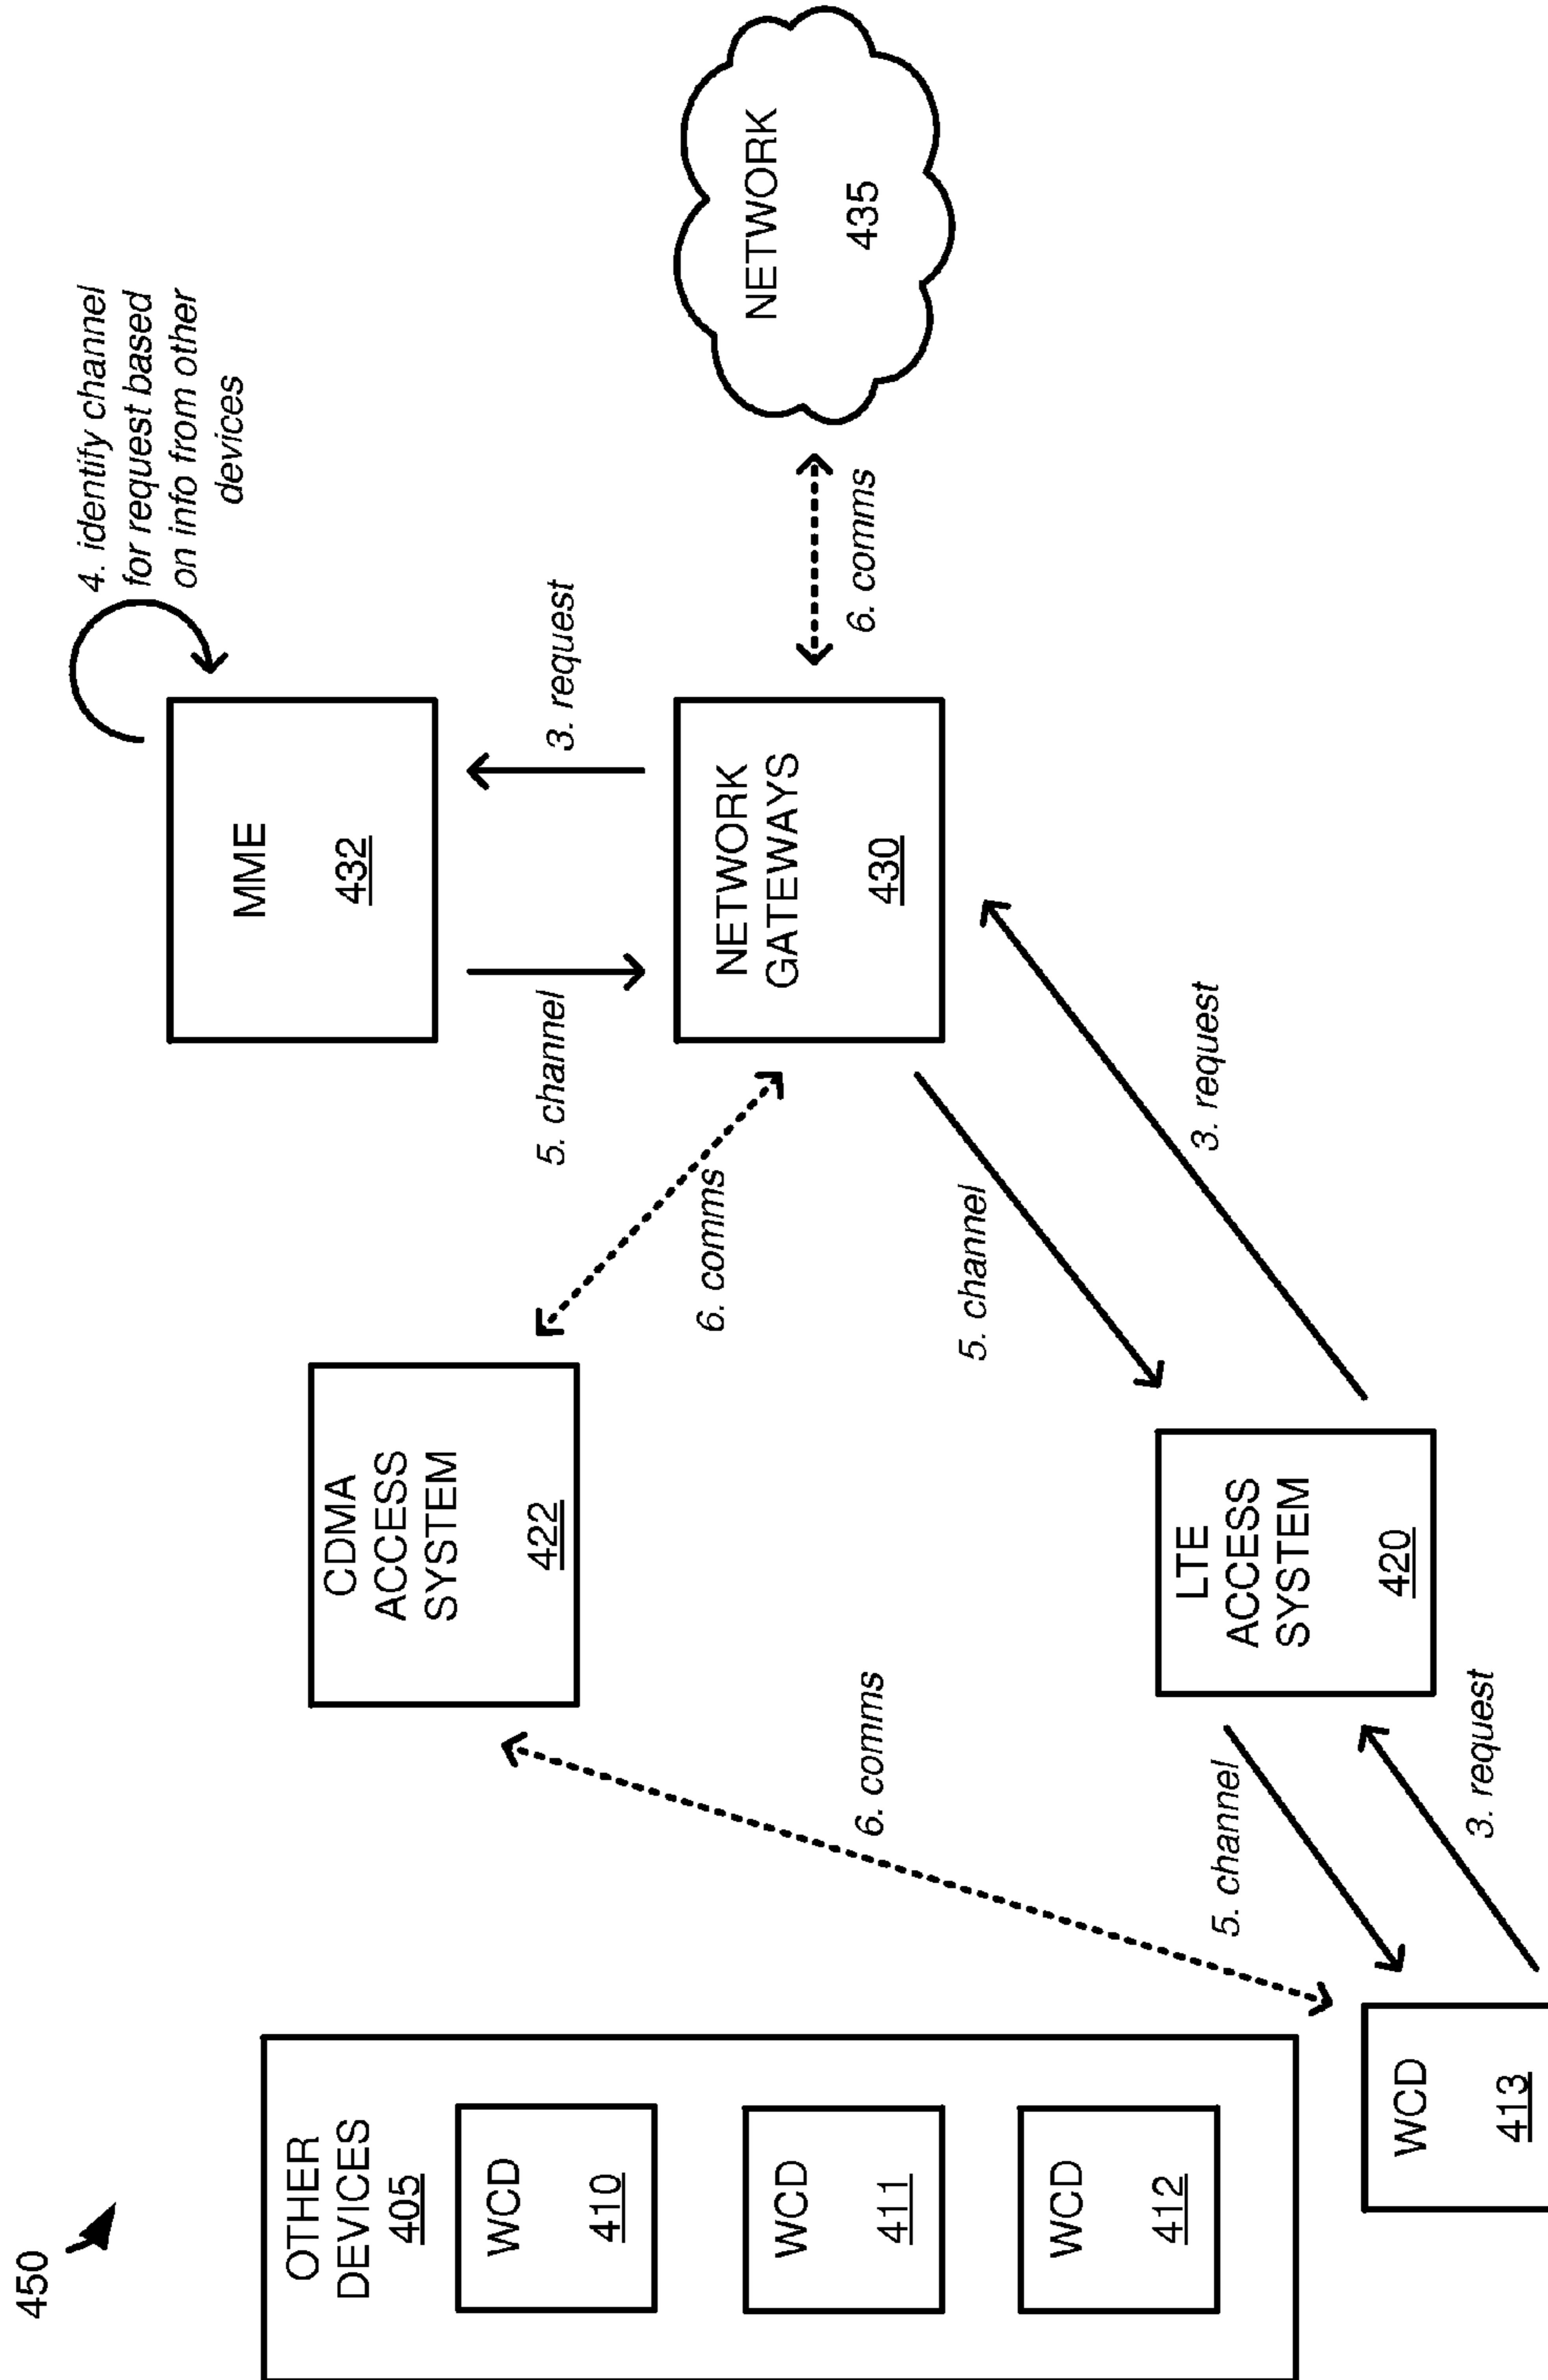 450
OTHER
DEVICES
405
WCD
410
WCD
411
WCD
412
WCD
413
CDMA
ACCESS
SYSTEM
422
LTE
ACCESS
SYSTEM
420
6. comms
5. channel
3. request
6. comms
5. channel
3. request
MME
432
4. identify channel
for request based
on info from other
devices
5. channel
3. request
NETWORK
GATEWAYS
430
6. comms
NETWORK
435